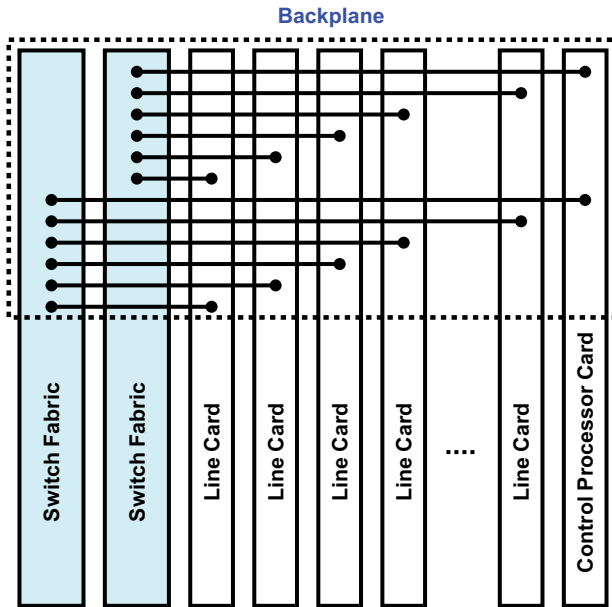 Backplane
Switch Fabric
Switch Fabric
Line Card
Line Card
Line Card
Line Card
....
Line Card
Control Processor Card